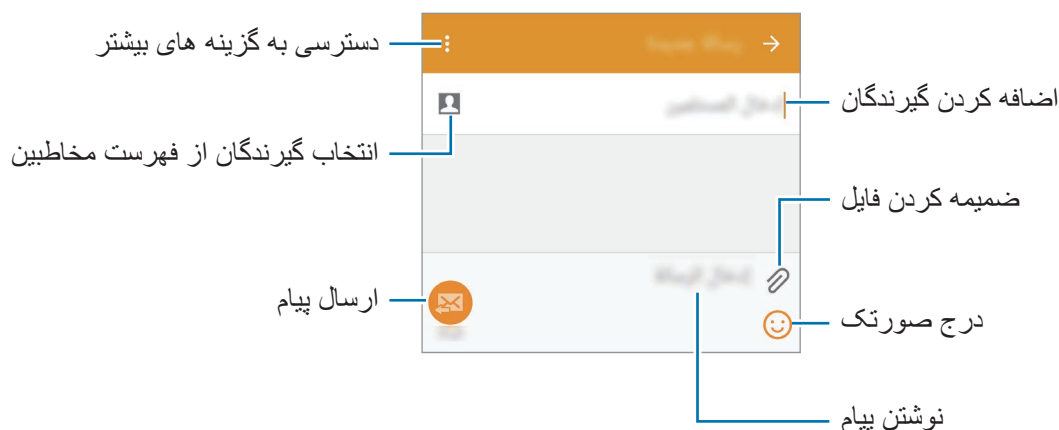 دسترسی به گزینه های بیشتر
اضافه کردن گیرندگان
انتخاب گیرندگان از فهرست مخاطبین
ضمیمه کردن فایل
ارسال پیام
درج صورتک
نوشتن پیام